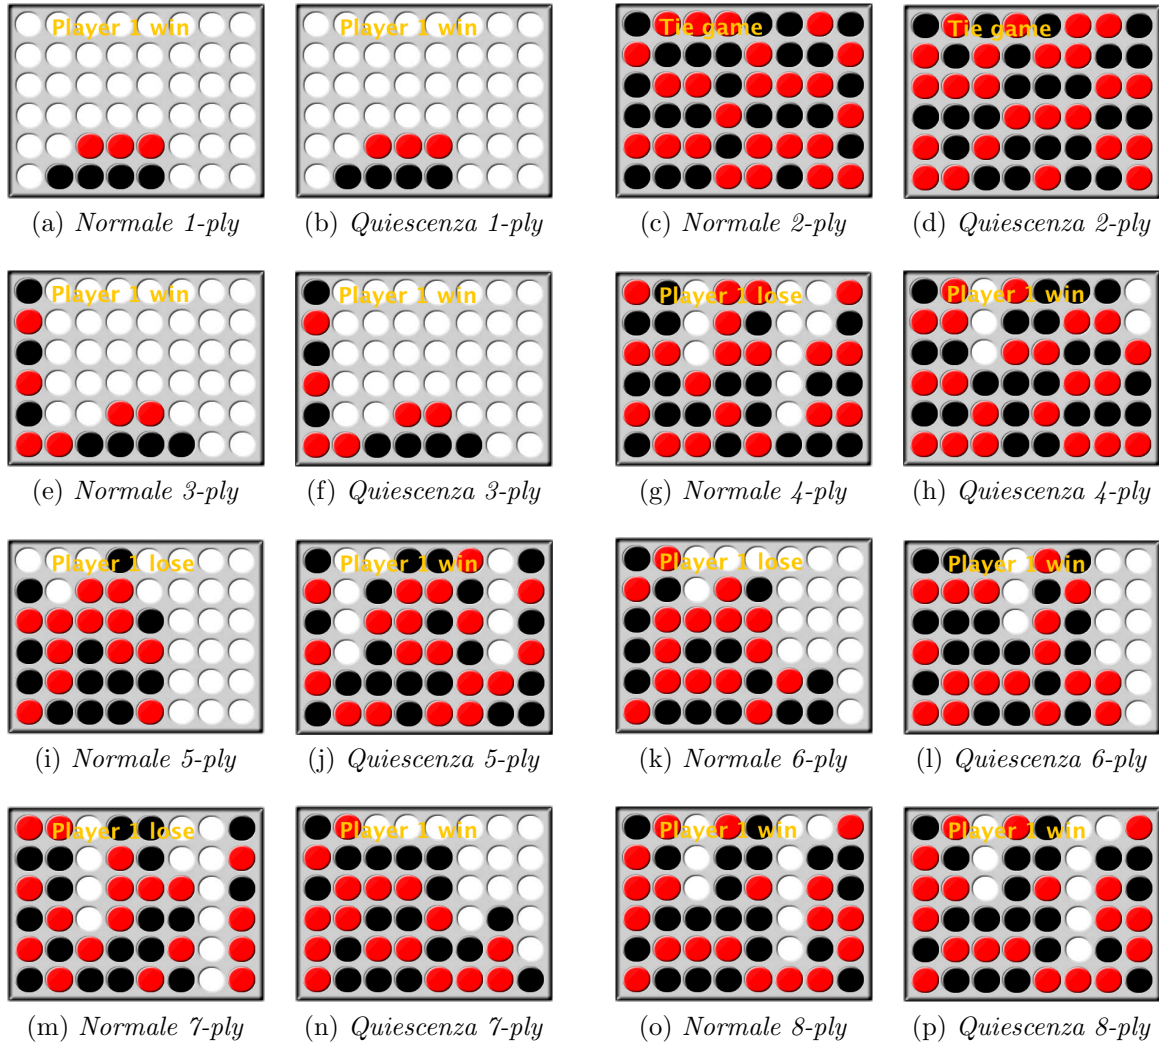 Player 1 win
Player 1 win
Tie game
Tie game
(a) Normale 1-ply
(b) Quiescenza 1-ply
(c) Normale 2-ply
(d) Quiescenza 2-ply
Player 1 win
Player 1 win
Player 1 lose
Player 1 win
(e) Normale 3-ply
(f) Quiescenza 3-ply
(g) Normale 4-ply
(h) Quiescenza 4-ply
Player 1 lose
Player 1 win
Player 1 lose
Player 1 win
(i) Normale 5-ply
(j) Quiescenza 5-ply
(k) Normale 6-ply
(l) Quiescenza 6-ply
Player 1 lose
Player 1 win
Player 1 win
Player 1 win
(m) Normale 7-ply
(n) Quiescenza 7-ply
(o) Normale 8-ply
(p) Quiescenza 8-ply